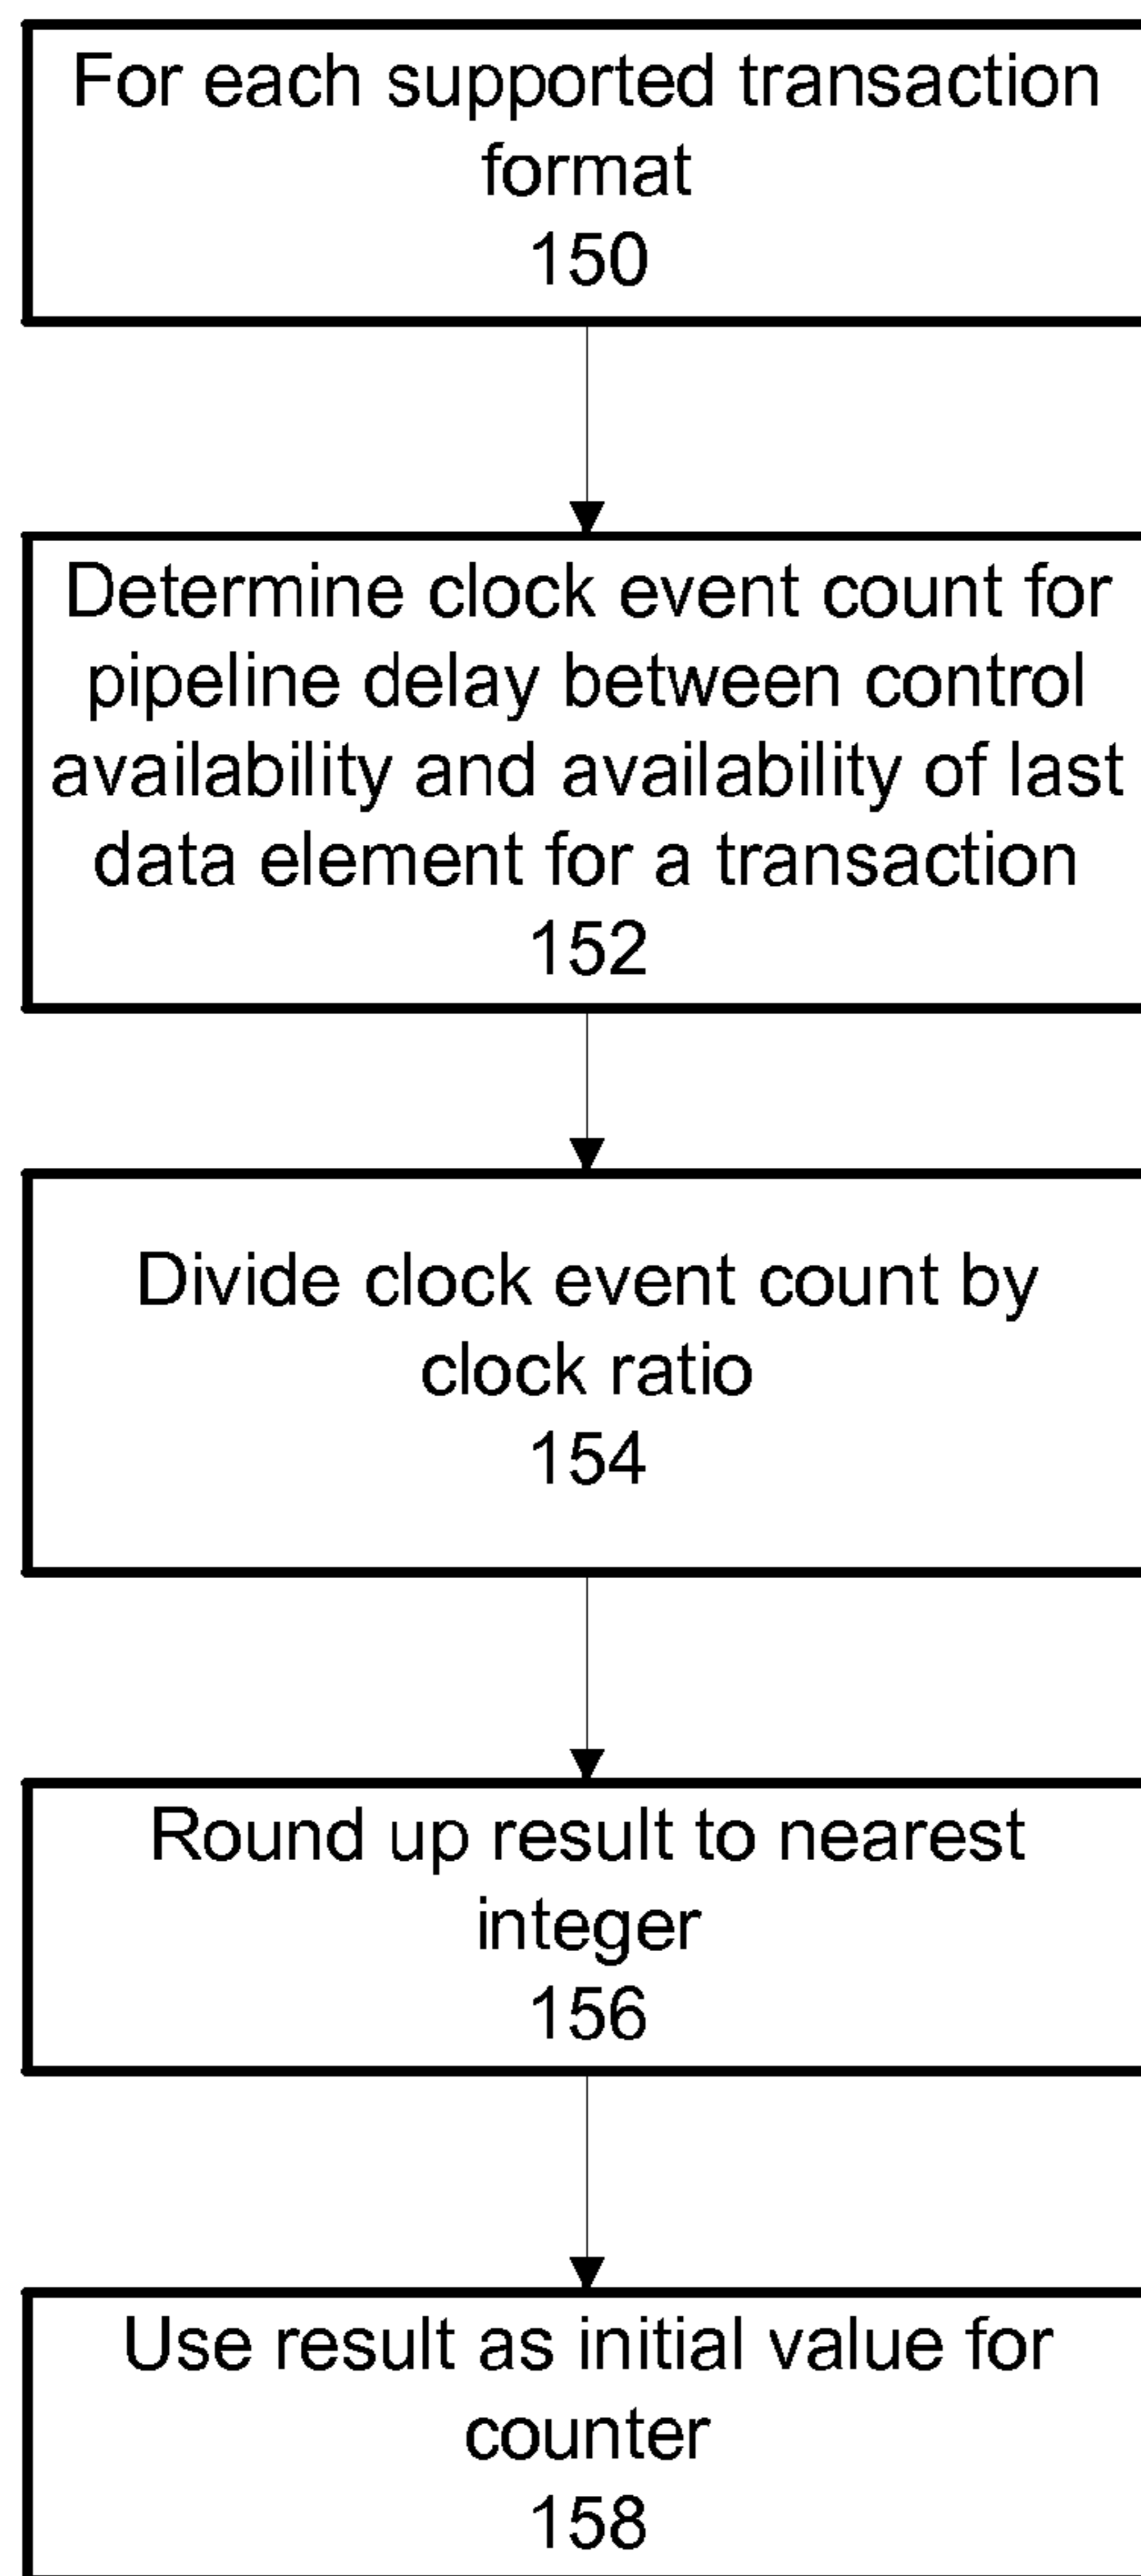 For each supported transaction
format
150
Determine clock event count for
pipeline delay between control
availability and availability of last
data element for a transaction
152
Divide clock event count by
clock ratio
154
Round up result to nearest
integer
156
Use result as initial value for
counter
158